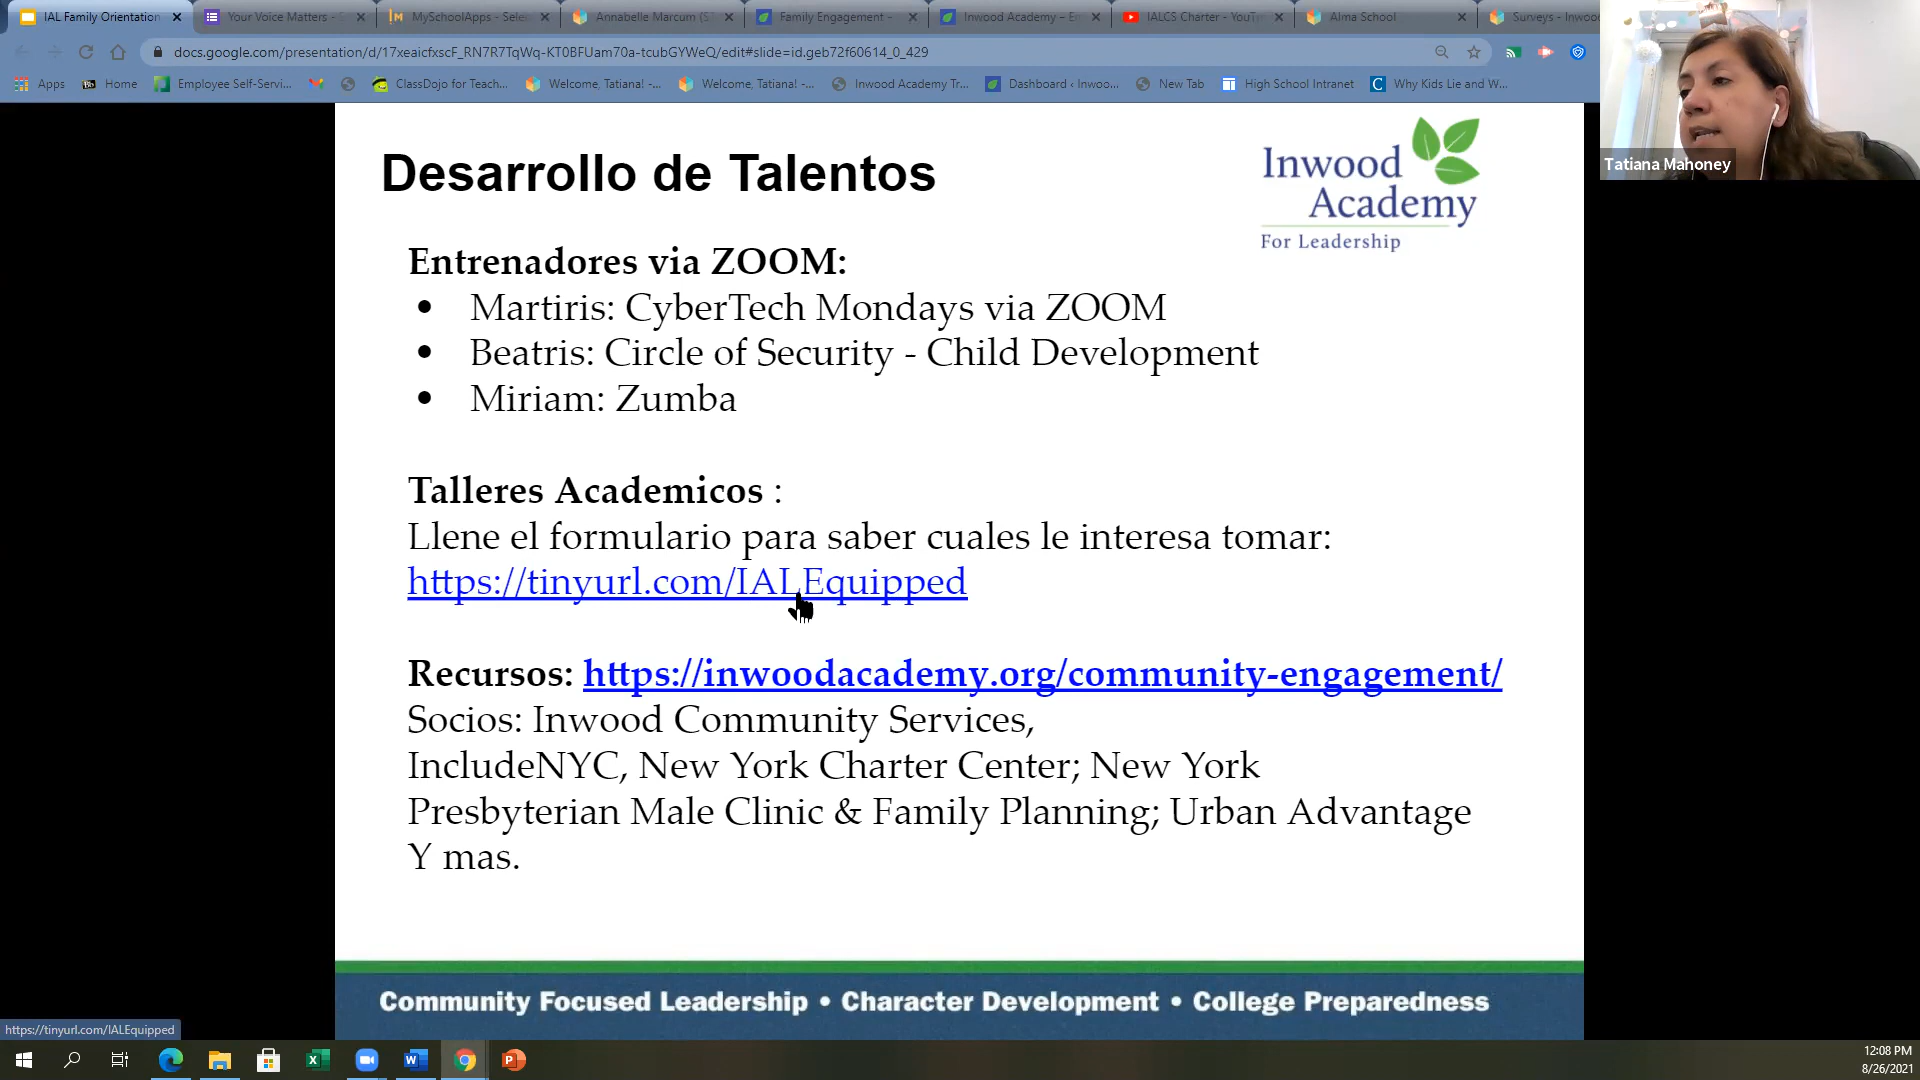 IAL Family Orientation
Your Voice Matters - S
MySchoolApps - Selec
Annabelle Marcum (S
Family Engagement -
Inwood Academy – En
IALCS Charter - YouTu
Alma School
Surveys - Inwoo
docs.google.com/presentation/d/17xeaicfxscF_RN7R7TqWq-KT0BFUam70a-tcubGYWeQ/edit#slide=id.geb72f60614_0_429
Apps
Home
Employee Self-Servi...
ClassDojo for Teach...
Welcome, Tatiana! -...
Welcome, Tatiana! -...
Inwood Academy Tr...
Dashboard ‹ Inwoo...
New Tab
High School Intranet
Why Kids Lie and W...
Tatiana Mahoney
Desarrollo de Talentos
Inwood
Academy
For Leadership
Entrenadores via ZOOM:
• Martiris: CyberTech Mondays via ZOOM
• Beatris: Circle of Security - Child Development
• Miriam: Zumba
Talleres Academicos :
Llene el formulario para saber cuales le interesa tomar:
https://tinyurl.com/IALEquipped
Recursos: https://inwoodacademy.org/community-engagement/
Socios: Inwood Community Services,
IncludeNYC, New York Charter Center; New York
Presbyterian Male Clinic & Family Planning; Urban Advantage
Y mas.
Community Focused Leadership • Character Development • College Preparedness
https://tinyurl.com/IALEquipped
12:08 PM
8/26/2021